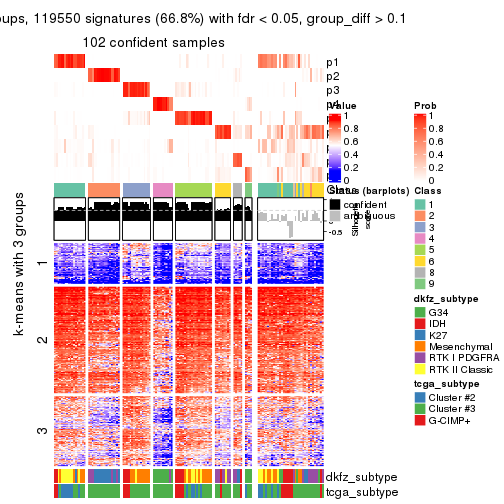 oups, 119550 signatures (66.8%) with fdr < 0.05, group_diff > 0.1
102 confident samples
p1
p2
p3
Value
1
0.8
0.6
0.4
0.2
0
Prob
1
0.8
0.6
0.4
0.2
0
Status (barplots)
confident
ambiguous
Silhouette
score
-0.5
Class
1
2
3
4
5
6
8
9
dkfz_subtype
G34
IDH
K27
Mesenchymal
RTK I PDGFRA
RTK II Classic
tcga_subtype
Cluster #2
Cluster #3
G-CIMP+
k-means with 3 groups
1
2
3
dkfz_subtype
tcga_subtype